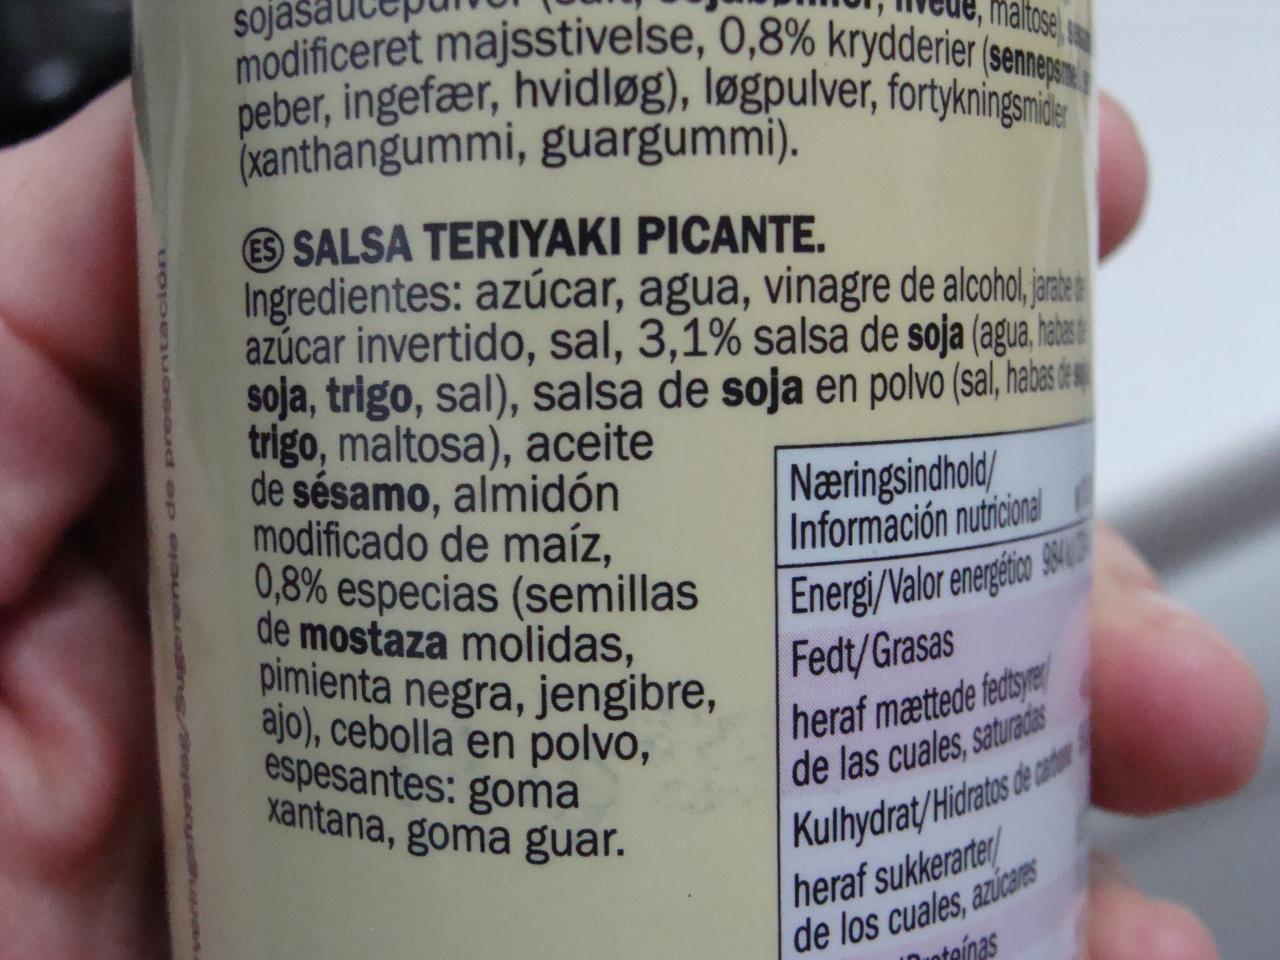 modificeret majsstivelse, 0,8% krydderier
peber, ingefær, hvidløg), løgpulver, fortykningsmidler
(xanthangummi, guargummi).
ES SALSA TERIYAKI PICANTE.
Ingredientes: azúcar, agua, vinagre de alcohol, jarabe de
azúcar invertido, sal, 3,1% salsa de soja (agua, habas de
soja, trigo, sal), salsa de soja en polvo (sal, habas de
trigo, maltosa), aceite
de sésamo, almidón
modificado de maíz,
0,8% especias (semillas
de mostaza molidas,
pimienta negra, jengibre,
ajo), cebolla en polvo,
espesantes: goma
xantana, goma guar.
Næringsindhold/
Información nutricional
Energi/Valor energético
Fedt/Grasas
heraf mættede fedtsyrer/
de las cuales, saturadas
Kulhydrat/Hidratos de carbono
heraf sukkerarter/
de los cuales, azúcares
Serveringsforslag/Sugerencia de presentación